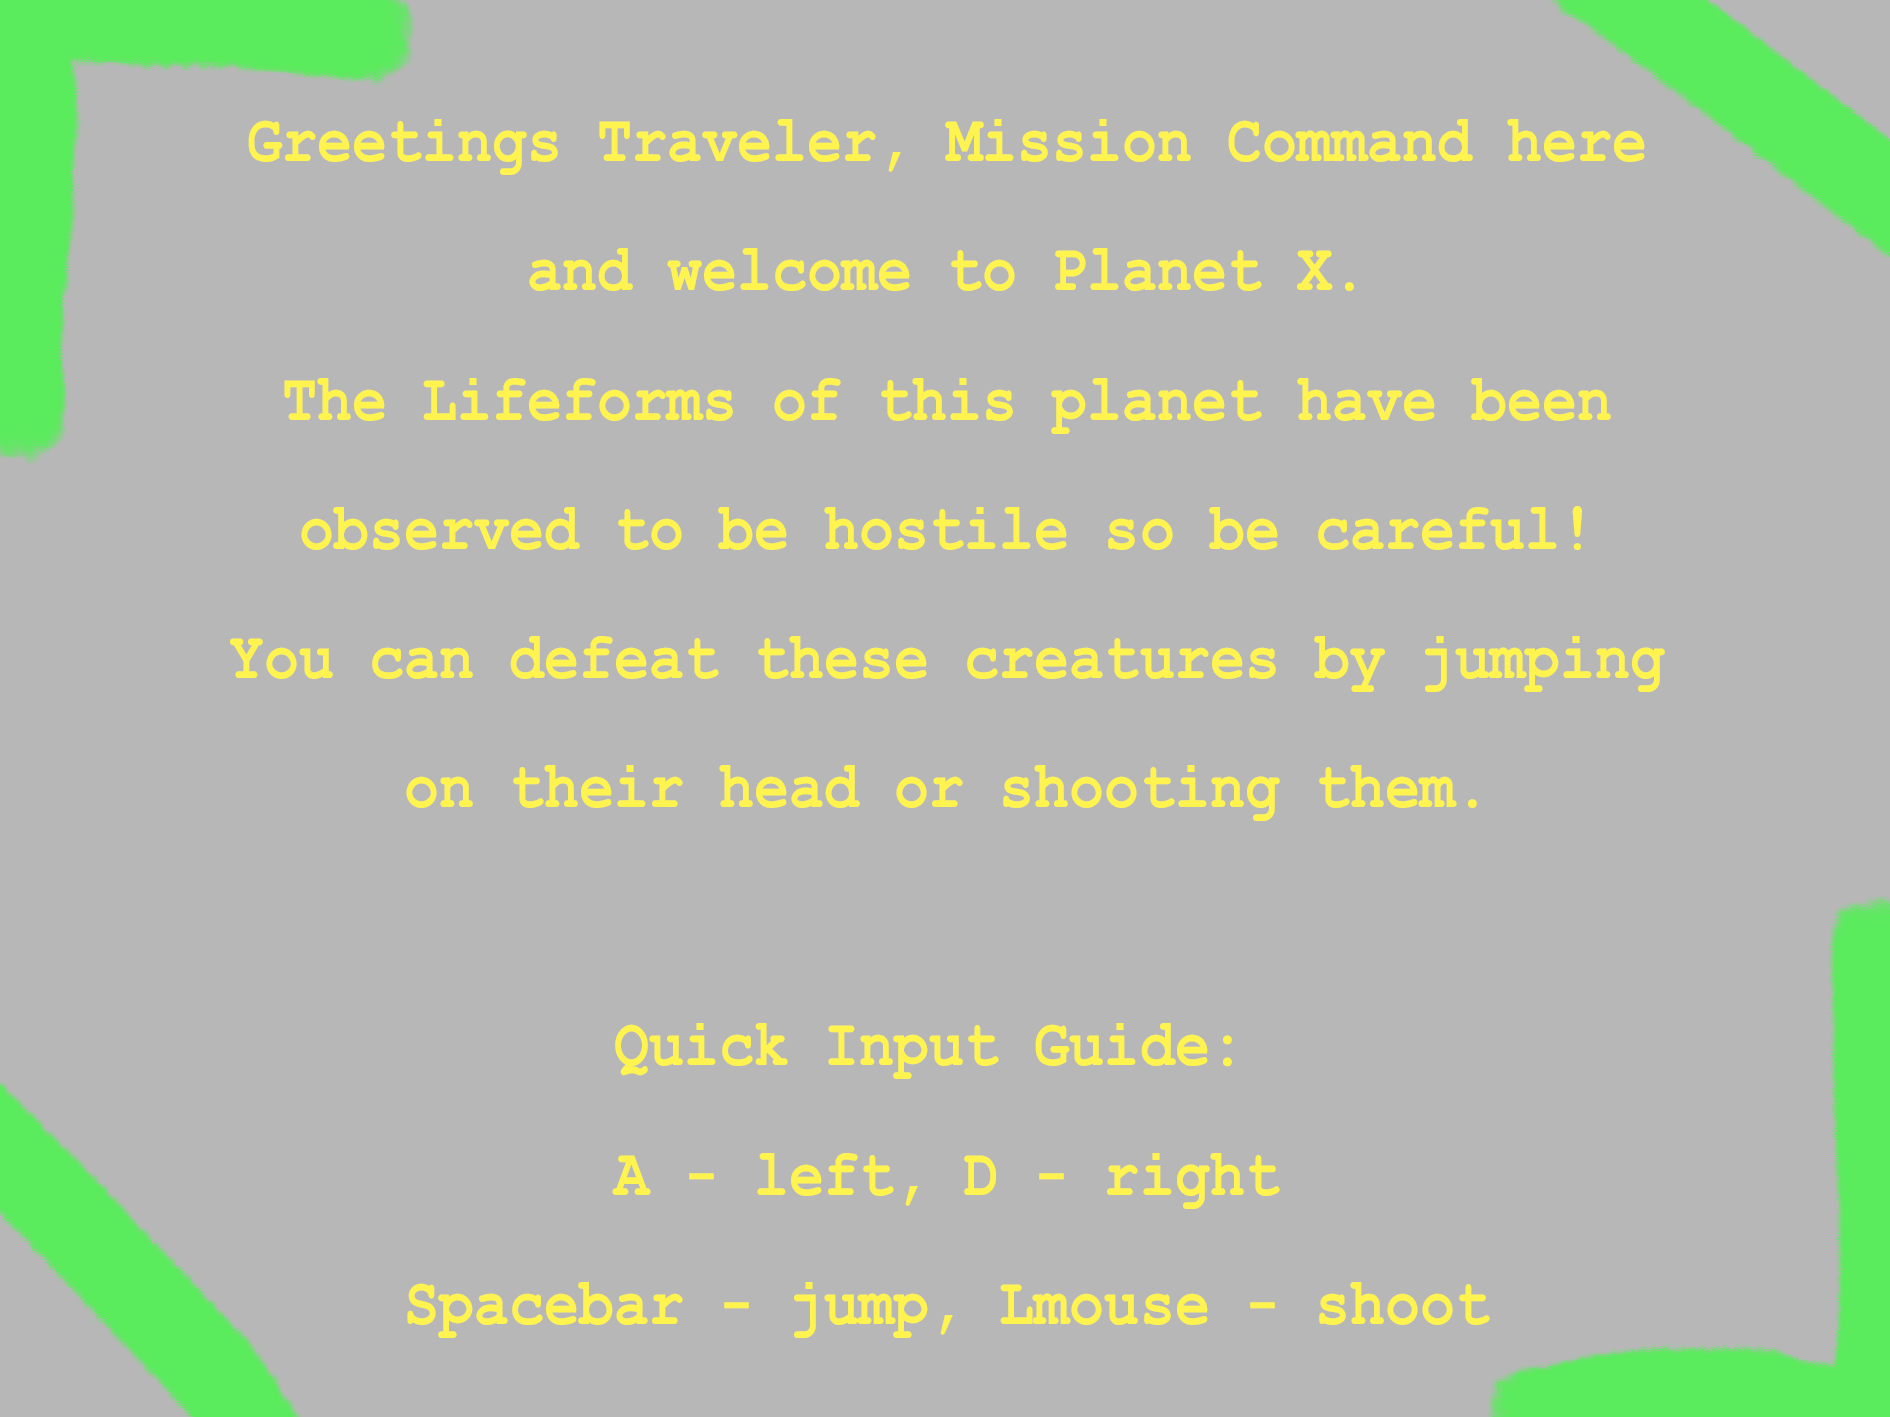 Greetings Traveler, Mission Command here
and welcome to Planet X.
The Lifeforms of this planet have been
observed to be hostile so be careful!
You can defeat these creatures by jumping
on their head or shooting them.
Quick Input Guide:
A - left, D - right
Spacebar - jump, Lmouse - shoot